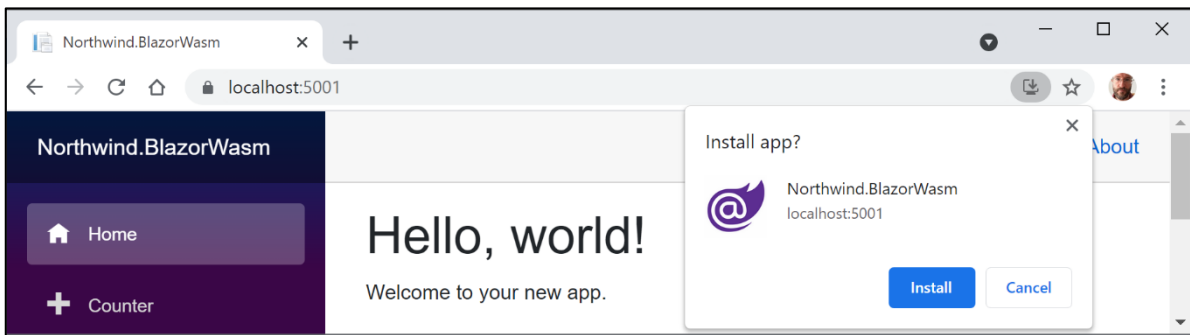 Northwind.BlazorWasm
localhost:5001
Northwind.BlazorWasm
About
Home
Counter
Hello, world!
Welcome to your new app.
Install app?
Northwind.BlazorWasm
localhost:5001
Install
Cancel